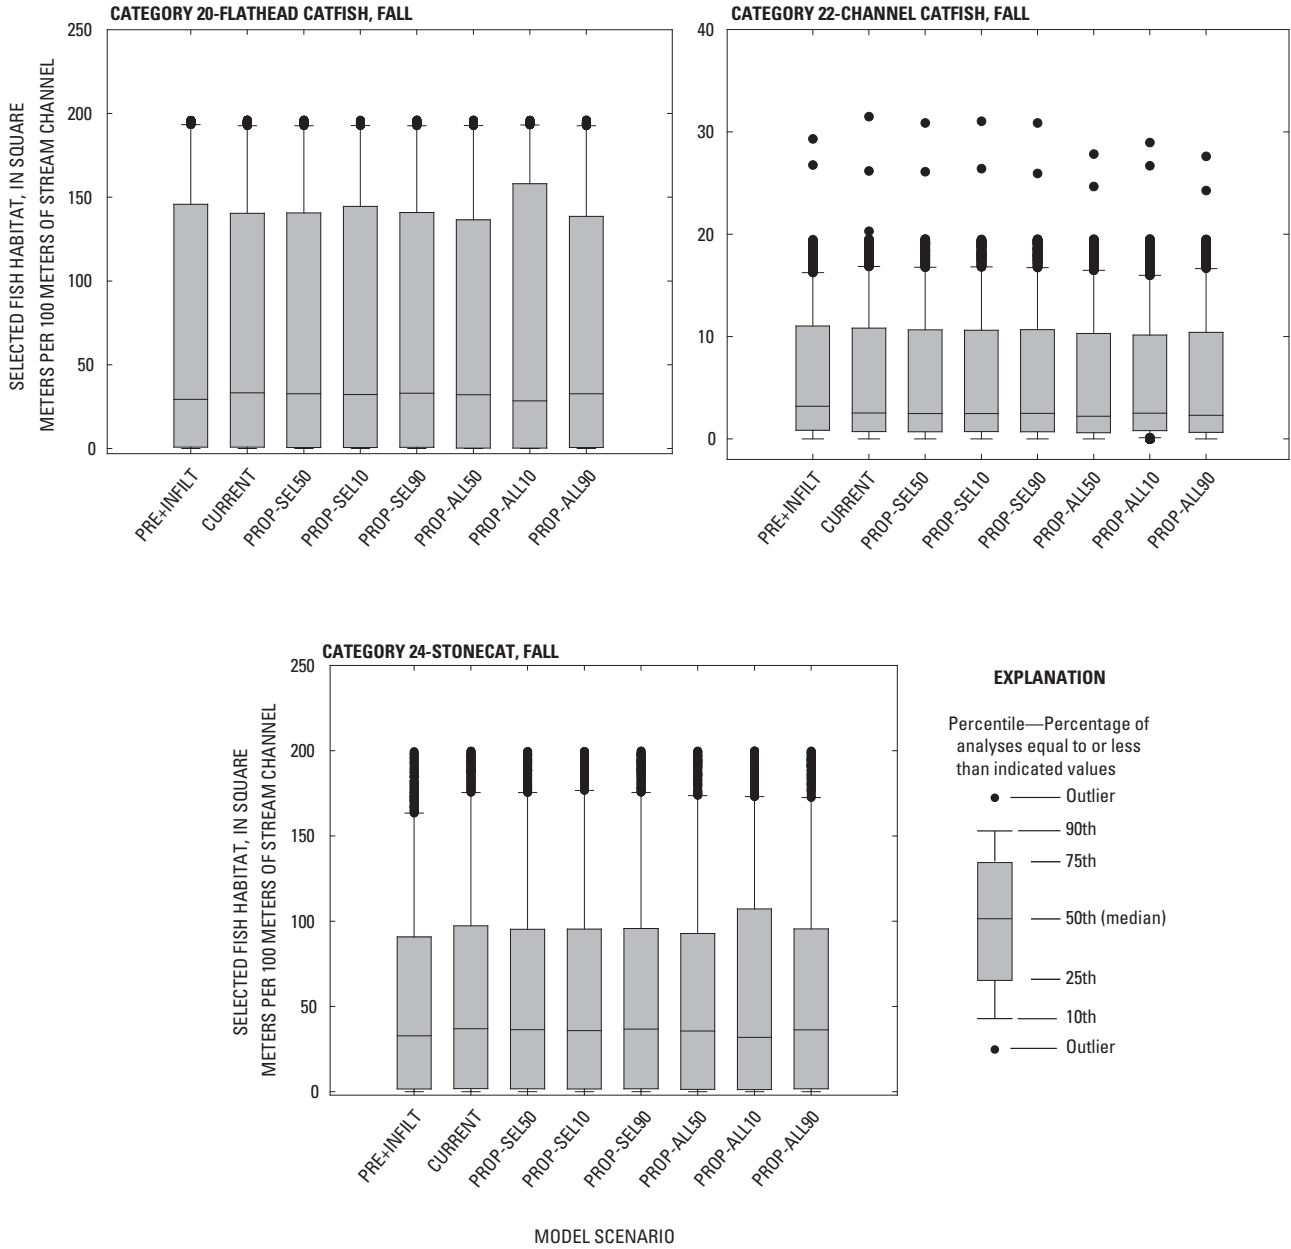 CATEGORY 20-FLATHEAD CATFISH, FALL
SELECTED FISH HABITAT, IN SQUARE
METERS PER 100 METERS OF STREAM CHANNEL
250
200
150
100
50
0
PRE+INFILT
CURRENT
PROP-SEL50
PROP-SEL10
PROP-SEL90
PROP-ALL50
PROP-ALL10
PROP-ALL90
CATEGORY 22-CHANNEL CATFISH, FALL
40
30
20
10
0
PRE+INFILT
CURRENT
PROP-SEL50
PROP-SEL10
PROP-SEL90
PROP-ALL50
PROP-ALL10
PROP-ALL90
CATEGORY 24-STONECAT, FALL
SELECTED FISH HABITAT, IN SQUARE
METERS PER 100 METERS OF STREAM CHANNEL
250
200
150
100
50
0
PRE+INFILT
CURRENT
PROP-SEL50
PROP-SEL10
PROP-SEL90
PROP-ALL50
PROP-ALL10
PROP-ALL90
MODEL SCENARIO
EXPLANATION
Percentile—Percentage of
analyses equal to or less
than indicated values
Outlier
90th
75th
50th (median)
25th
10th
Outlier